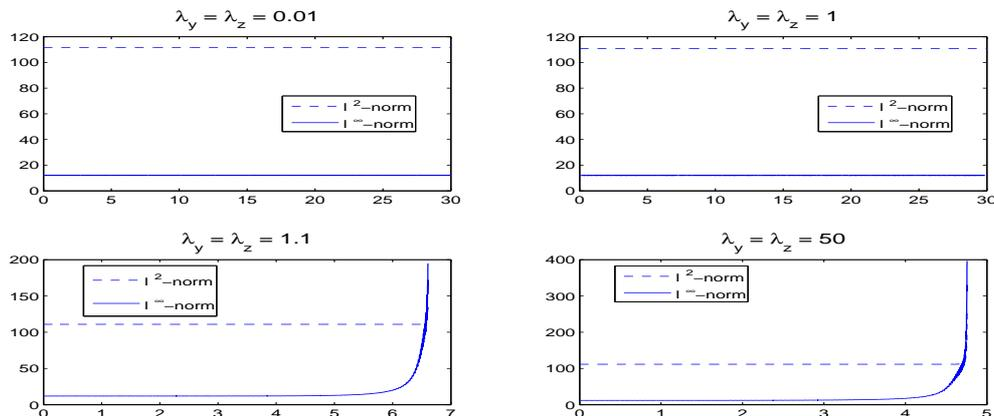 λy = λz = 0.01
120
100
80
60
40
20
0
l 2−norm
l ∞−norm
0 5 10 15 20 25 30
λy = λz = 1
120
100
80
60
40
20
0
l 2−norm
l ∞−norm
0 5 10 15 20 25 30
λy = λz = 1.1
200
150
100
50
0
l 2−norm
l ∞−norm
0 1 2 3 4 5 6 7
λy = λz = 50
400
300
200
100
0
l 2−norm
l ∞−norm
0 1 2 3 4 5